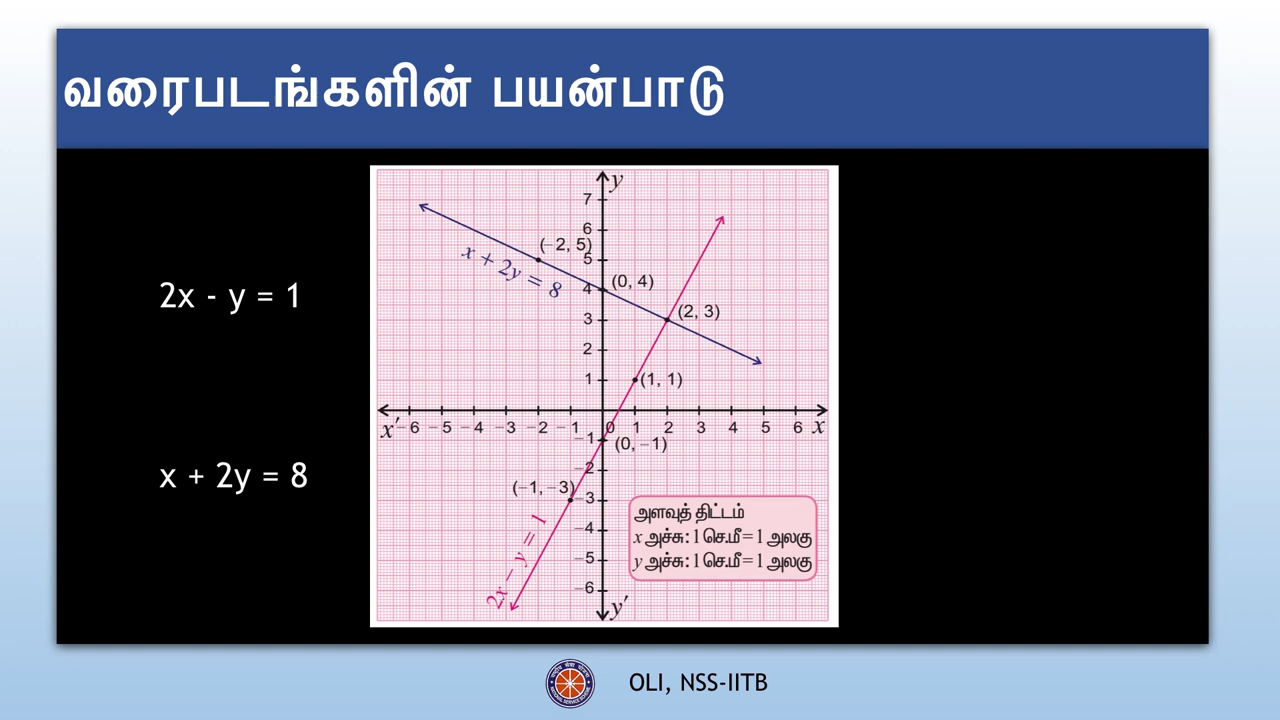 வரைபடங்களின் பயன்பாடு
2x - y = 1
x + 2y = 8
y
7
6
5
4
3
2
1
(−2, 5)
x + 2y = 8
(0, 4)
(2, 3)
(1, 1)
x′ −6 −5 −4 −3 −2 −1 0 1 2 3 4 5 6 x
−1
(0, −1)
−2
(−1, −3)
−3
−4
−5
−6
y′
2x − y = 1
அளவுத் திட்டம்
x அச்சு: 1 செ.மீ = 1 அலகு
y அச்சு: 1 செ.மீ = 1 அலகு
OLI, NSS-IITB